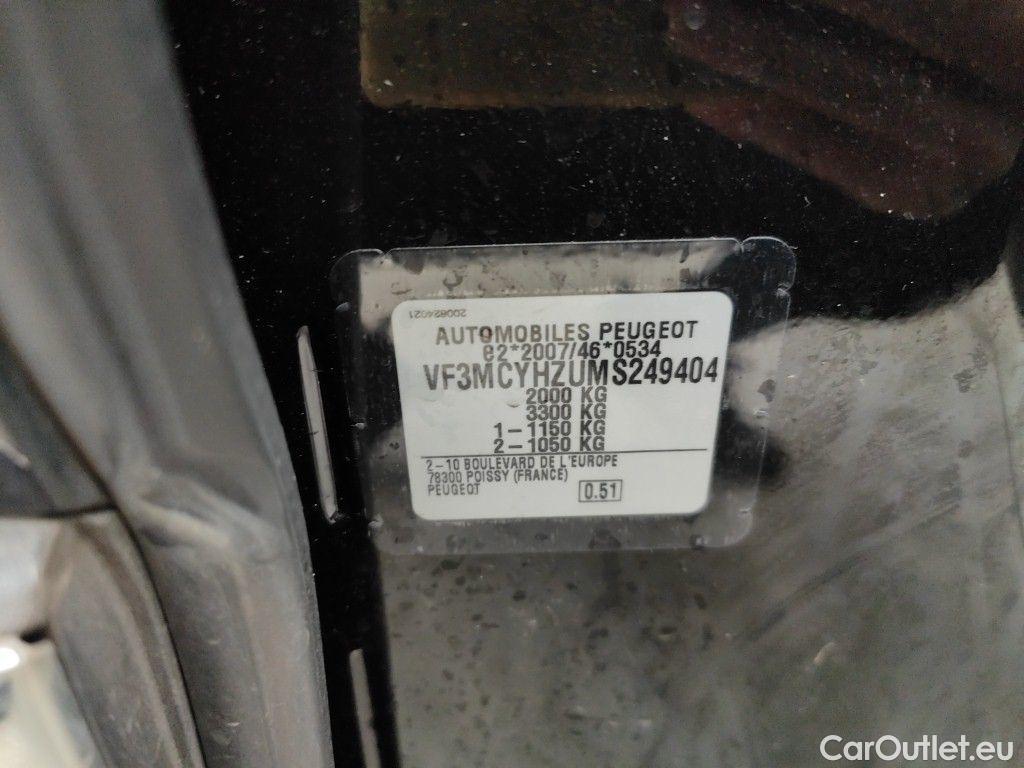 200824021
AUTOMOBILES PEUGEOT
e2*2007/46*0534
VF3MCYHZUMS249404
2000 KG
3300 KG
1-1150 KG
2-1050 KG
2-10 BOULEVARD DE L'EUROPE
78300 POISSY (FRANCE)
PEUGEOT
0.51
CarOutlet.eu